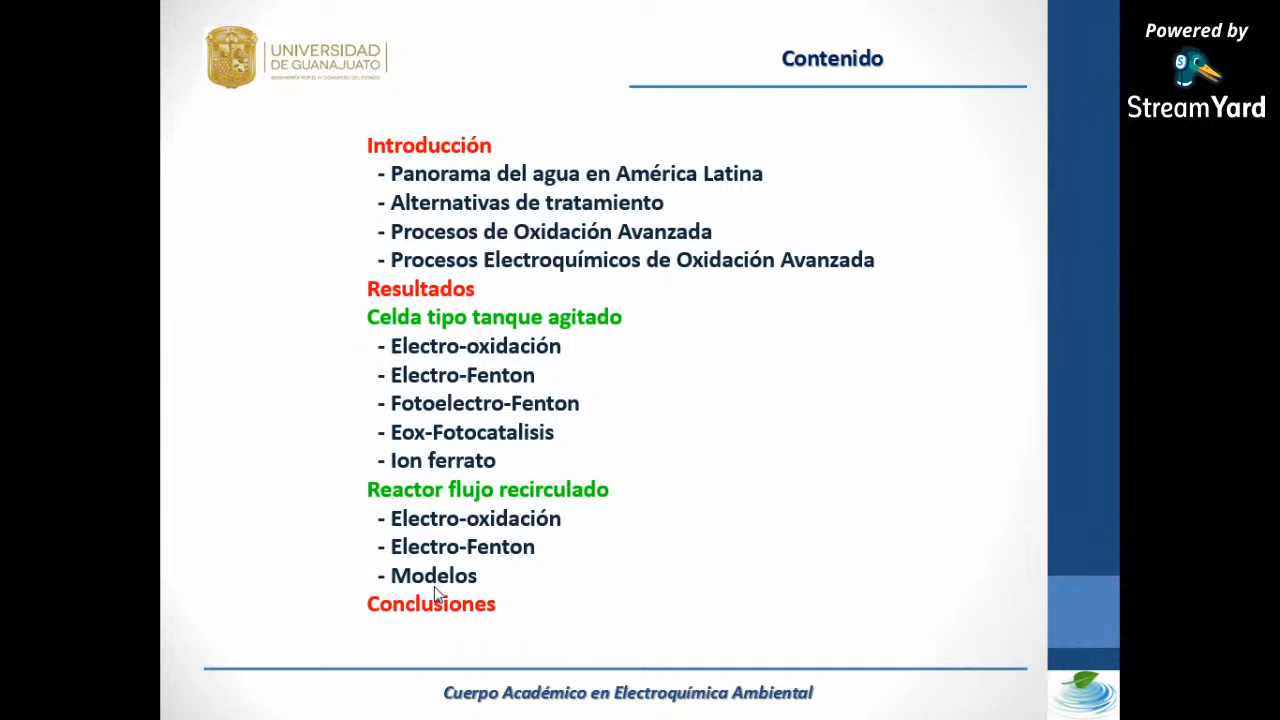 UNIVERSIDAD
DE GUANAJUATO
Contenido
Powered by
StreamYard
Introducción
- Panorama del agua en América Latina
- Alternativas de tratamiento
- Procesos de Oxidación Avanzada
- Procesos Electroquímicos de Oxidación Avanzada
Resultados
Celda tipo tanque agitado
- Electro-oxidación
- Electro-Fenton
- Fotoelectro-Fenton
- Eox-Fotocatalisis
- Ion ferrato
Reactor flujo recirculado
- Electro-oxidación
- Electro-Fenton
- Modelos
Conclusiones
Cuerpo Académico en Electroquímica Ambiental